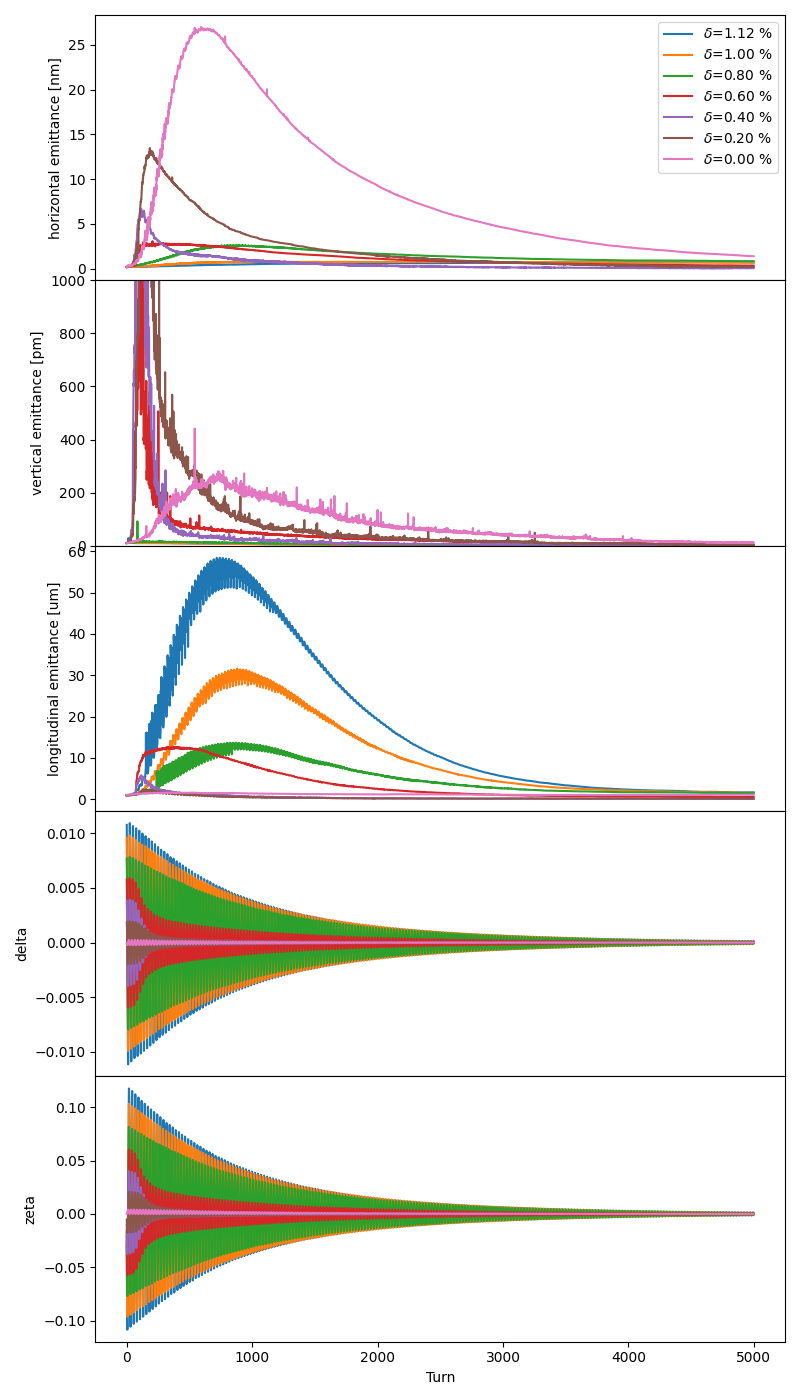 horizontal emittance [nm]
25
20
15
10
5
0
δ=1.12 %
δ=1.00 %
δ=0.80 %
δ=0.60 %
δ=0.40 %
δ=0.20 %
δ=0.00 %
vertical emittance [pm]
1000
800
600
400
200
0
longitudinal emittance [um]
60
50
40
30
20
10
0
delta
0.010
0.005
0.000
−0.005
−0.010
zeta
0.10
0.05
0.00
−0.05
−0.10
0 1000 2000 3000 4000 5000
Turn